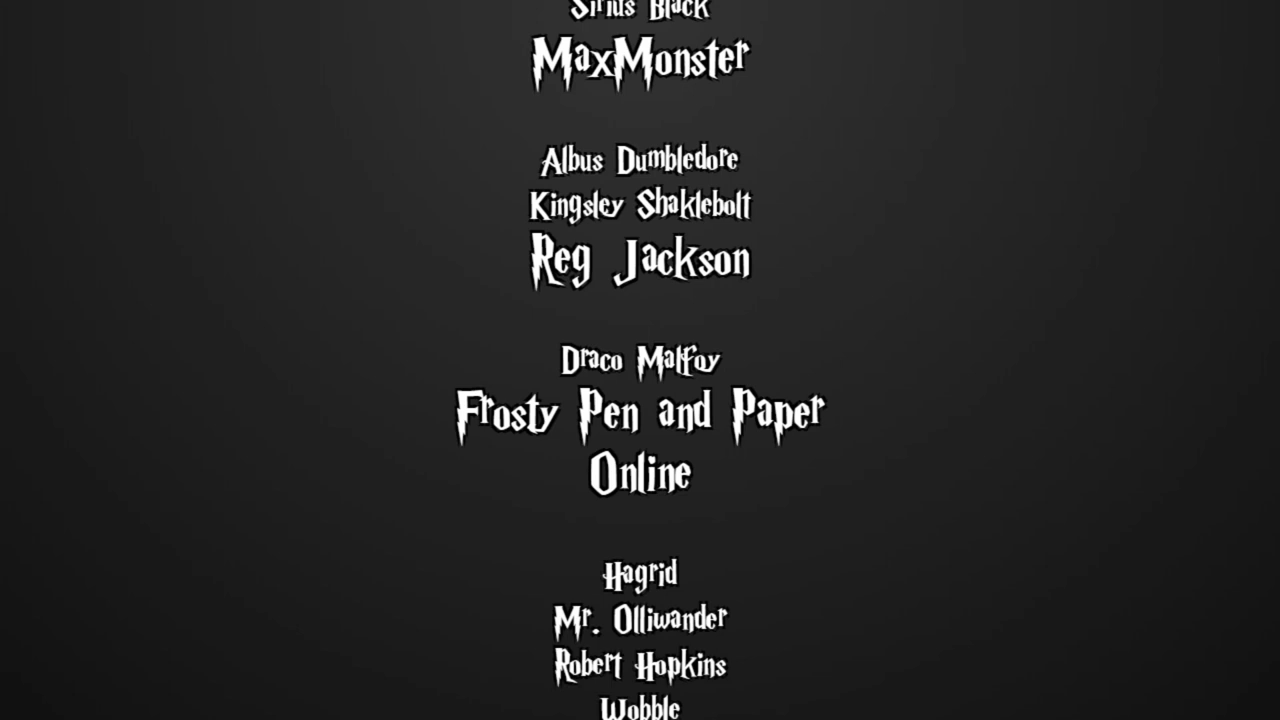 Sirius Black
MaxMonster
Albus Dumbledore
Kingsley Shaklebolt
Reg Jackson
Draco Malfoy
Frosty Pen and Paper
Online
Hagrid
Mr. Olliwander
Robert Hopkins
Wobble